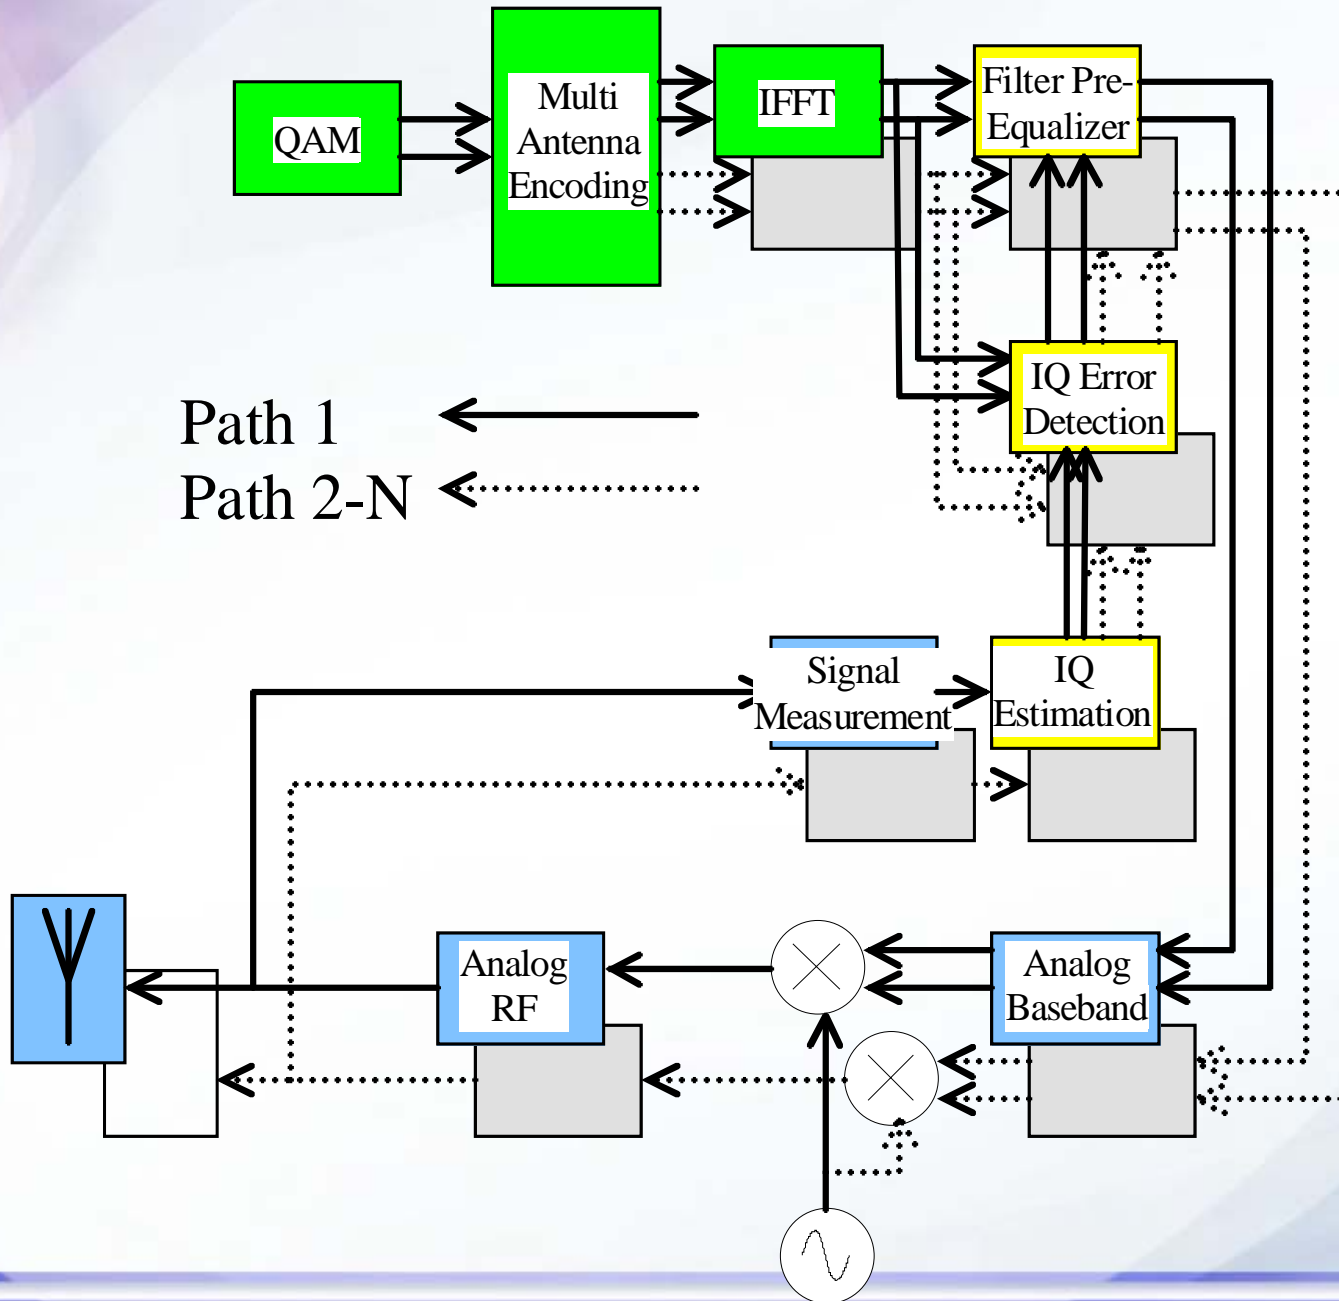 QAM
Multi
Antenna
Encoding
IFFT
Filter Pre-
Equalizer
IQ Error
Detection
Path 1
Path 2-N
Signal
Measurement
IQ
Estimation
Analog
RF
Analog
Baseband